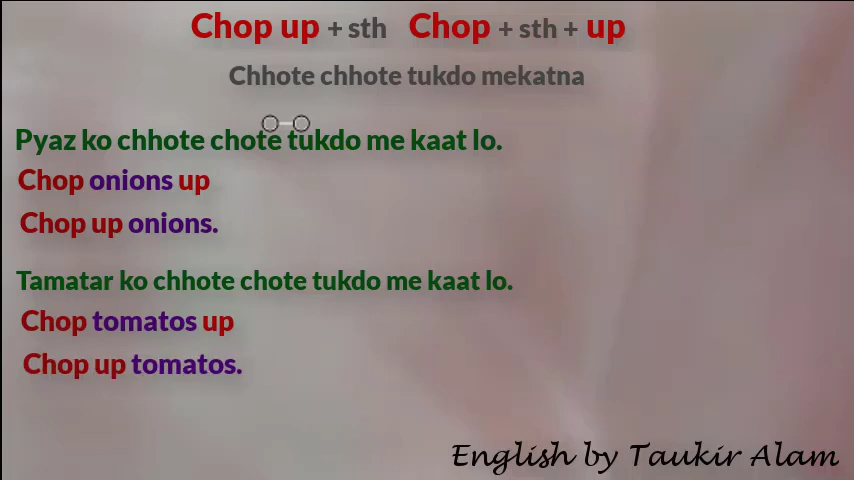 Chop up + sth Chop + sth + up
Chhote chhote tukdo mekatna
Pyaz ko chhote chote tukdo me kaat lo.
Chop onions up
Chop up onions.
Tamatar ko chhote chote tukdo me kaat lo.
Chop tomatos up
Chop up tomatos.
English by Taukir Alam